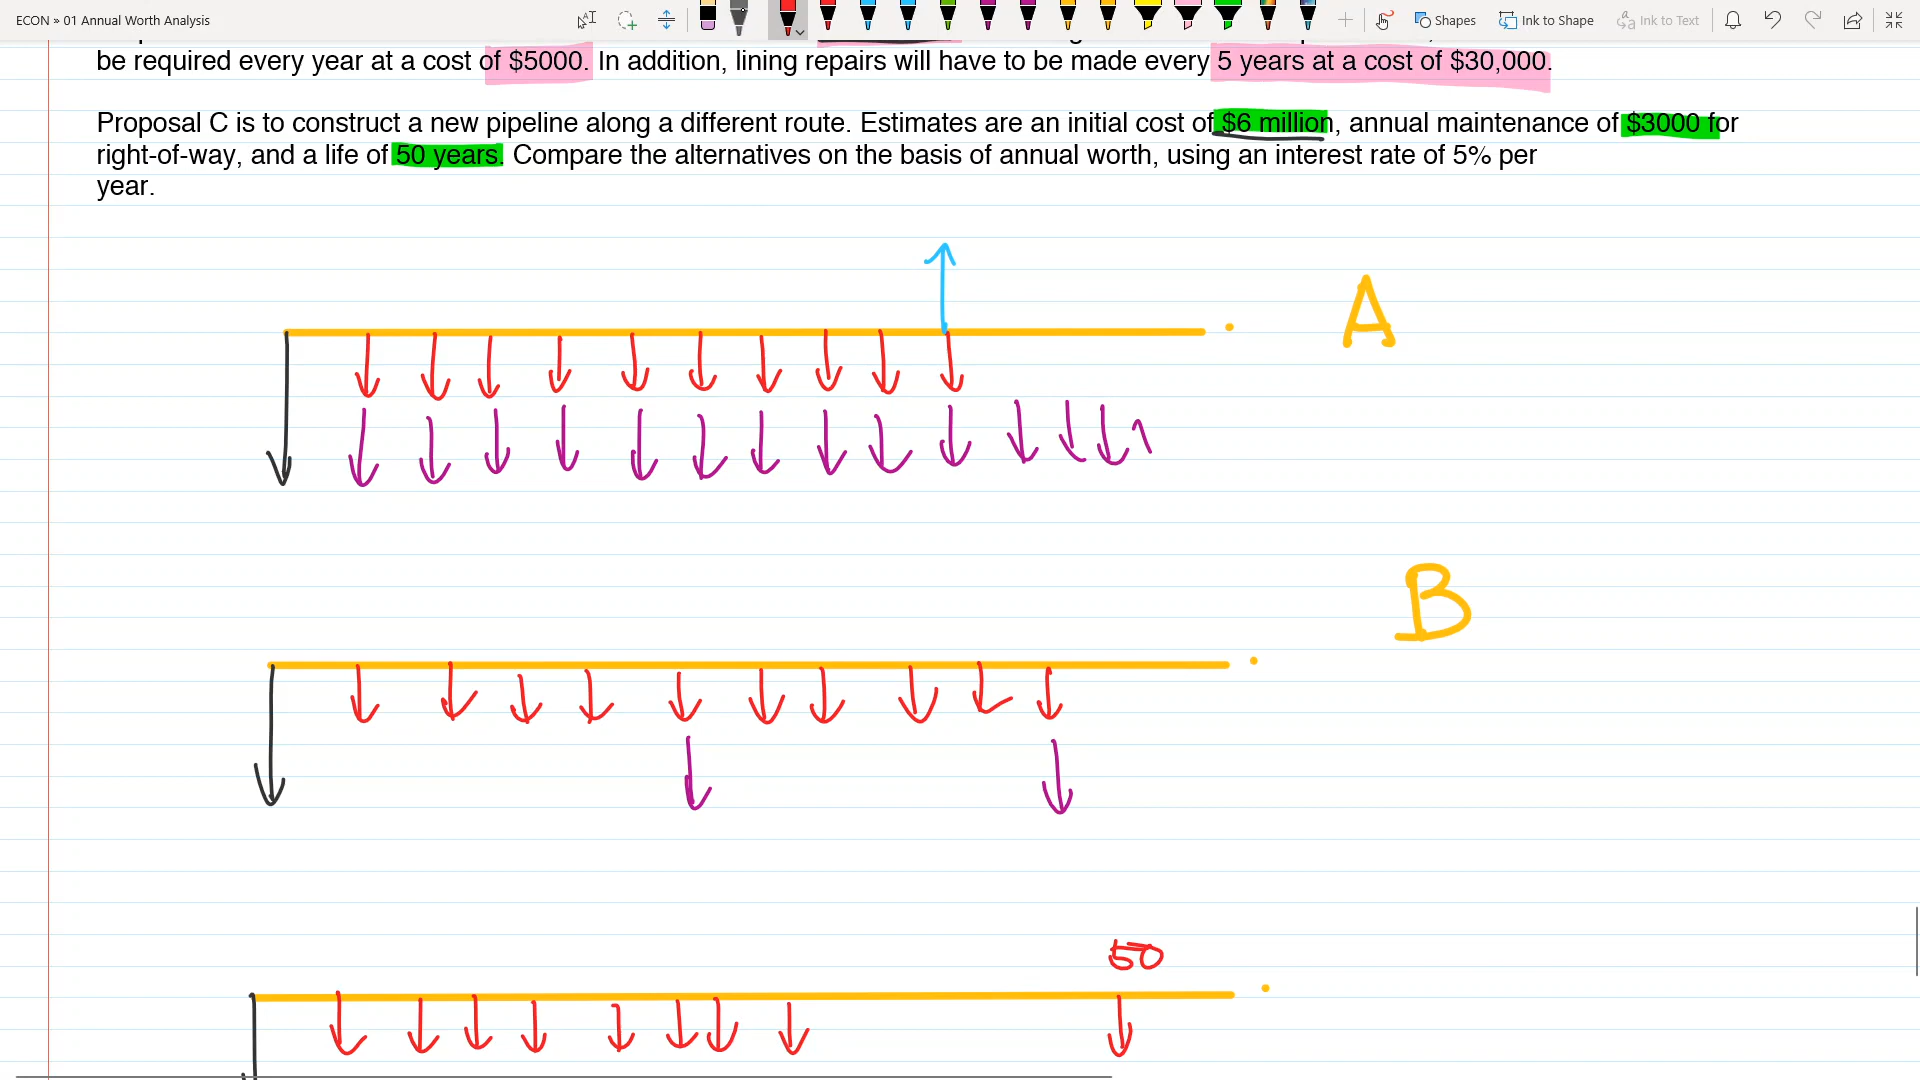 ECON » 01 Annual Worth Analysis
Shapes
Ink to Shape
Ink to Text
be required every year at a cost of $5000. In addition, lining repairs will have to be made every 5 years at a cost of $30,000.
Proposal C is to construct a new pipeline along a different route. Estimates are an initial cost of $6 million, annual maintenance of $3000 for
right-of-way, and a life of 50 years. Compare the alternatives on the basis of annual worth, using an interest rate of 5% per
year.
A
B
50